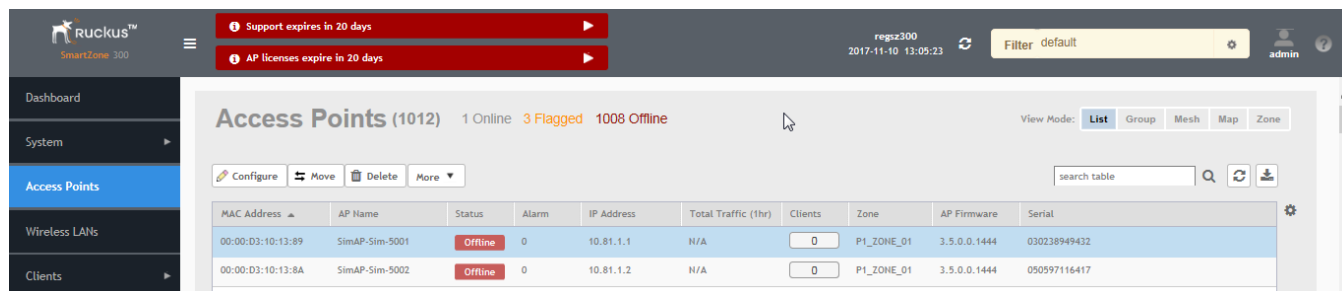 Ruckus™
SmartZone 300
Support expires in 20 days
AP licenses expire in 20 days
regsz300
2017-11-10 13:05:23
Filter default
admin
Dashboard
System
Access Points
Wireless LANs
Clients
Access Points (1012) 1 Online 3 Flagged 1008 Offline
View Mode: List Group Mesh Map Zone
Configure Move Delete More
search table
MAC Address AP Name Status Alarm IP Address Total Traffic (1hr) Clients Zone AP Firmware Serial
00:00:D3:10:13:89 SimAP-Sim-5001 Offline 0 10.81.1.1 N/A 0 P1_ZONE_01 3.5.0.0.1444 030238949432
00:00:D3:10:13:8A SimAP-Sim-5002 Offline 0 10.81.1.2 N/A 0 P1_ZONE_01 3.5.0.0.1444 050597116417